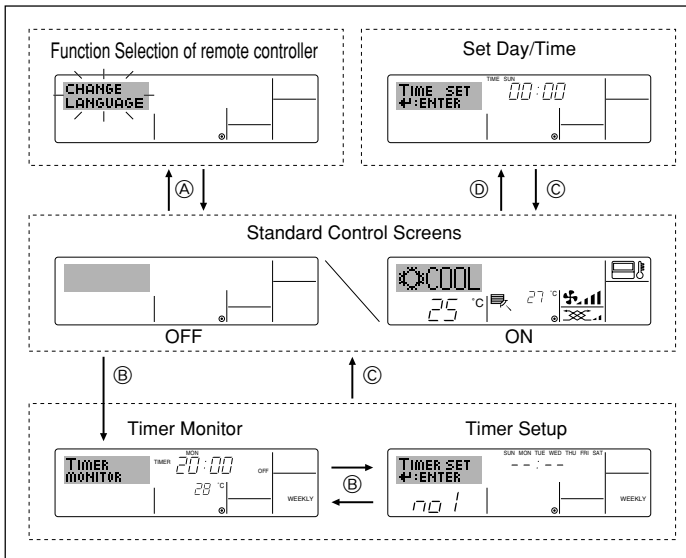 Function Selection of remote controller
CHANGE
LANGUAGE
Set Day/Time
TIME SUN
TIME SET
↵:ENTER
00:00
Ⓐ
Ⓓ
Ⓒ
Standard Control Screens
OFF
COOL
25 °C
27 °C
ON
Ⓑ
Ⓒ
Timer Monitor
TIMER
MONITOR
MON
TIMER 20:00 OFF
28 °C
WEEKLY
Ⓑ
Timer Setup
SUN MON TUE WED THU FRI SAT
TIMER SET
↵:ENTER
--:--
no 1
WEEKLY